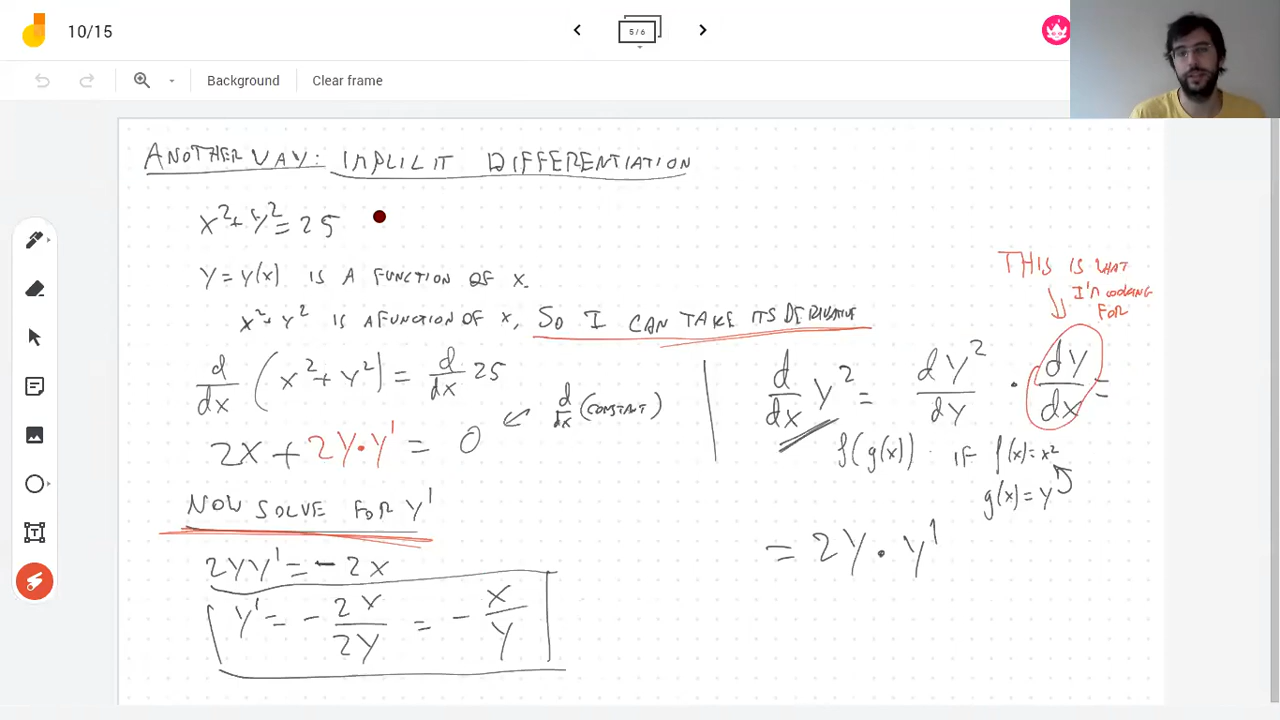 10/15
5/6
Background
Clear frame
ANOTHER WAY: IMPLICIT DIFFERENTIATION
x²+y²=25
y = y(x) IS A FUNCTION OF x.
x²+y² IS A FUNCTION OF x, SO I CAN TAKE ITS DERIVATIVE
d/dx (x²+y²) = d/dx 25
↙ d/dx (CONSTANT)
2x + 2y·y' = 0
NOW SOLVE FOR y'
2yy' = -2x
y' = -2x/2y = -x/y
THIS IS WHAT
I'M LOOKING
FOR
d/dx y² = dy²/dy · dy/dx =
f(g(x)) · IF f(x)=x²
g(x)=y
= 2y·y'